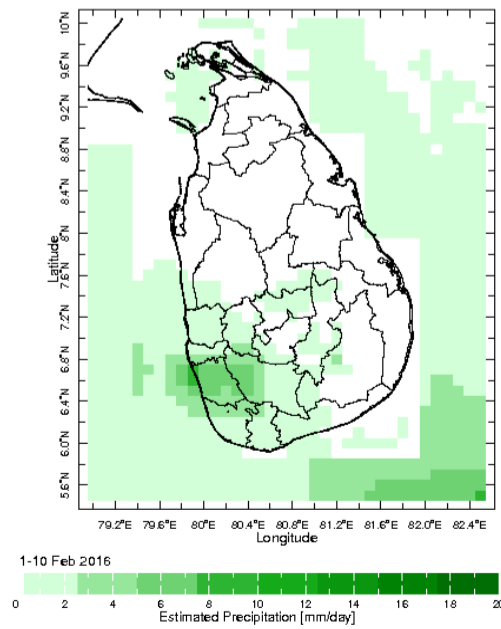 10°N
9.6°N
9.2°N
8.8°N
8.4°N
8°N
7.6°N
7.2°N
6.8°N
6.4°N
6.0°N
5.6°N
Latitude
79.2°E 79.6°E 80°E 80.4°E 80.8°E 81.2°E 81.6°E 82.0°E 82.4°E
Longitude
1-10 Feb 2016
0 2 4 6 8 10 12 14 16 18 20
Estimated Precipitation [mm/day]